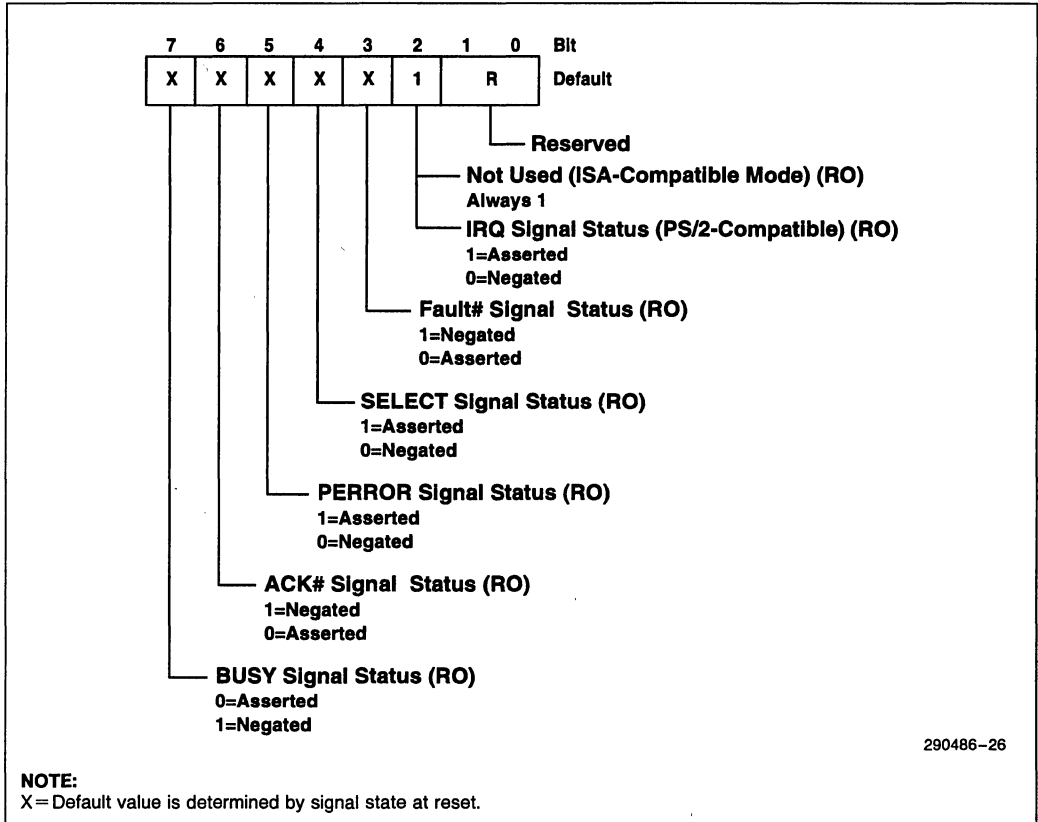 7 6 5 4 3 2 1 0 Bit
X X X X X 1 R Default
Reserved
Not Used (ISA-Compatible Mode) (RO)
Always 1
IRQ Signal Status (PS/2-Compatible) (RO)
1=Asserted
0=Negated
Fault# Signal Status (RO)
1=Negated
0=Asserted
SELECT Signal Status (RO)
1=Asserted
0=Negated
PERROR Signal Status (RO)
1=Asserted
0=Negated
ACK# Signal Status (RO)
1=Negated
0=Asserted
BUSY Signal Status (RO)
0=Asserted
1=Negated
290486-26
NOTE:
X=Default value is determined by signal state at reset.